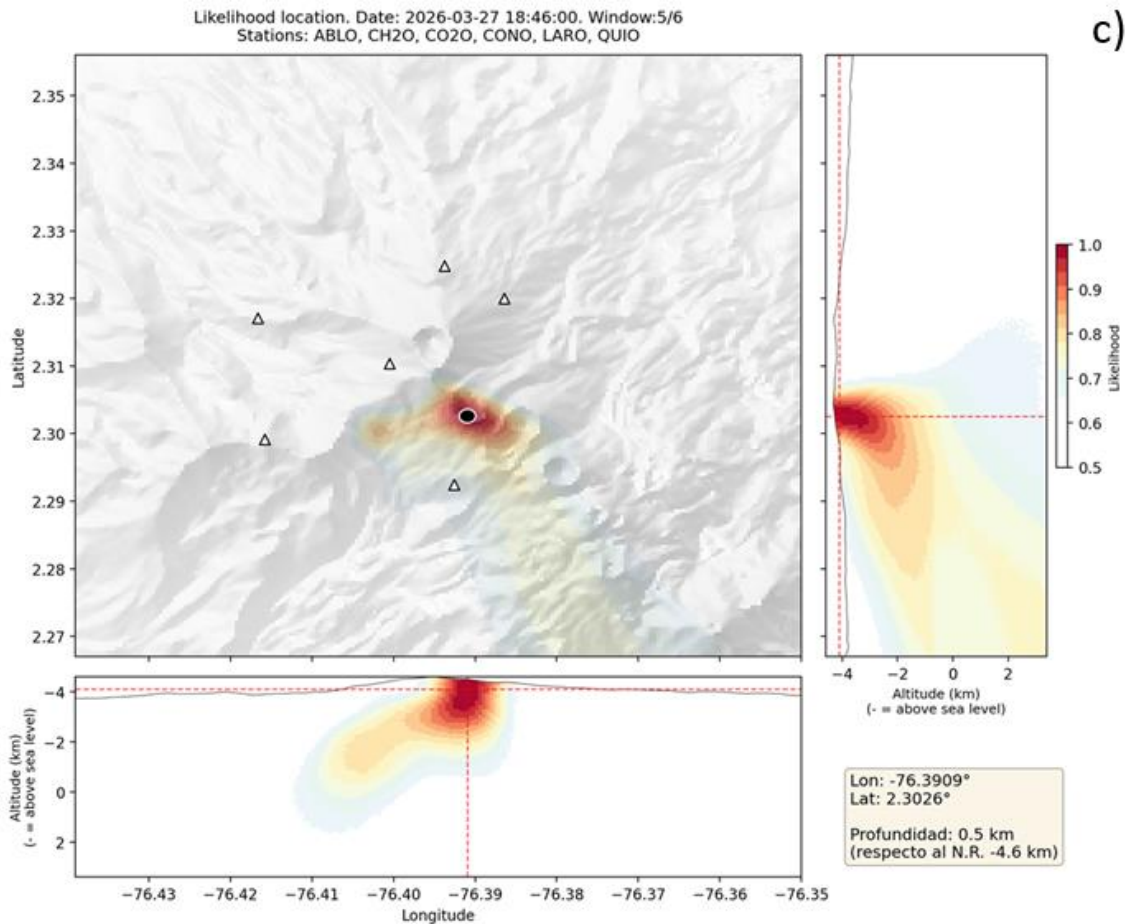 Likelihood location. Date: 2026-03-27 18:46:00. Window:5/6
Stations: ABLO, CH2O, CO2O, CONO, LARO, QUIO
c)
2.35
2.34
2.33
2.32
2.31
2.30
2.29
2.28
2.27
Latitude
−4
−2
0
2
Altitude (km)
(- = above sea level)
1.0
0.9
0.8
0.7
0.6
0.5
Likelihood
−4
−2
0
2
Altitude (km)
(- = above sea level)
−76.43
−76.42
−76.41
−76.40
−76.39
−76.38
−76.37
−76.36
−76.35
Longitude
Lon: -76.3909°
Lat: 2.3026°
Profundidad: 0.5 km
(respecto al N.R. -4.6 km)